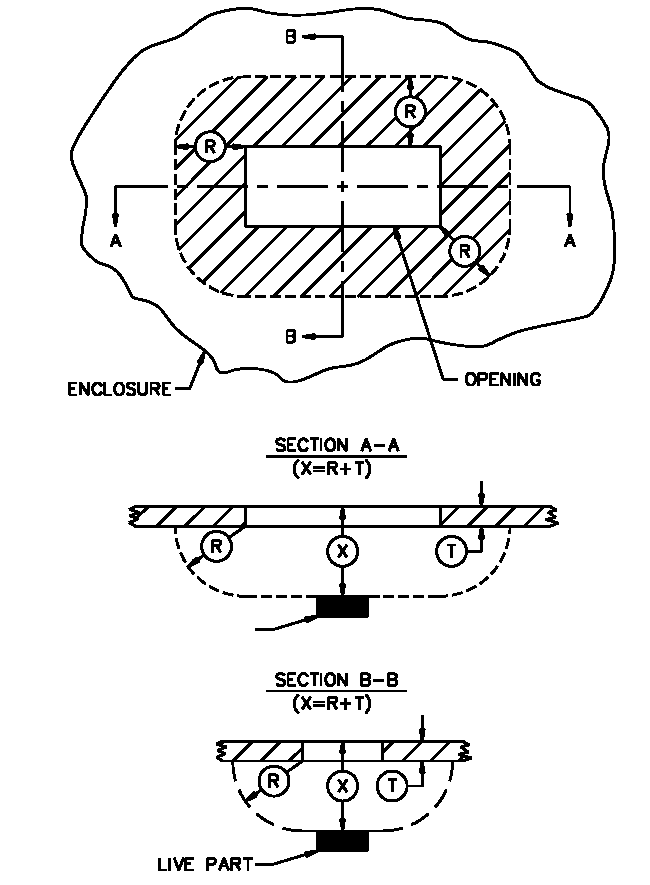 B
R
R
A
A
R
B
ENCLOSURE
OPENING
SECTION A-A
(X=R+T)
R
X
T
SECTION B-B
(X=R+T)
R
X
T
LIVE PART